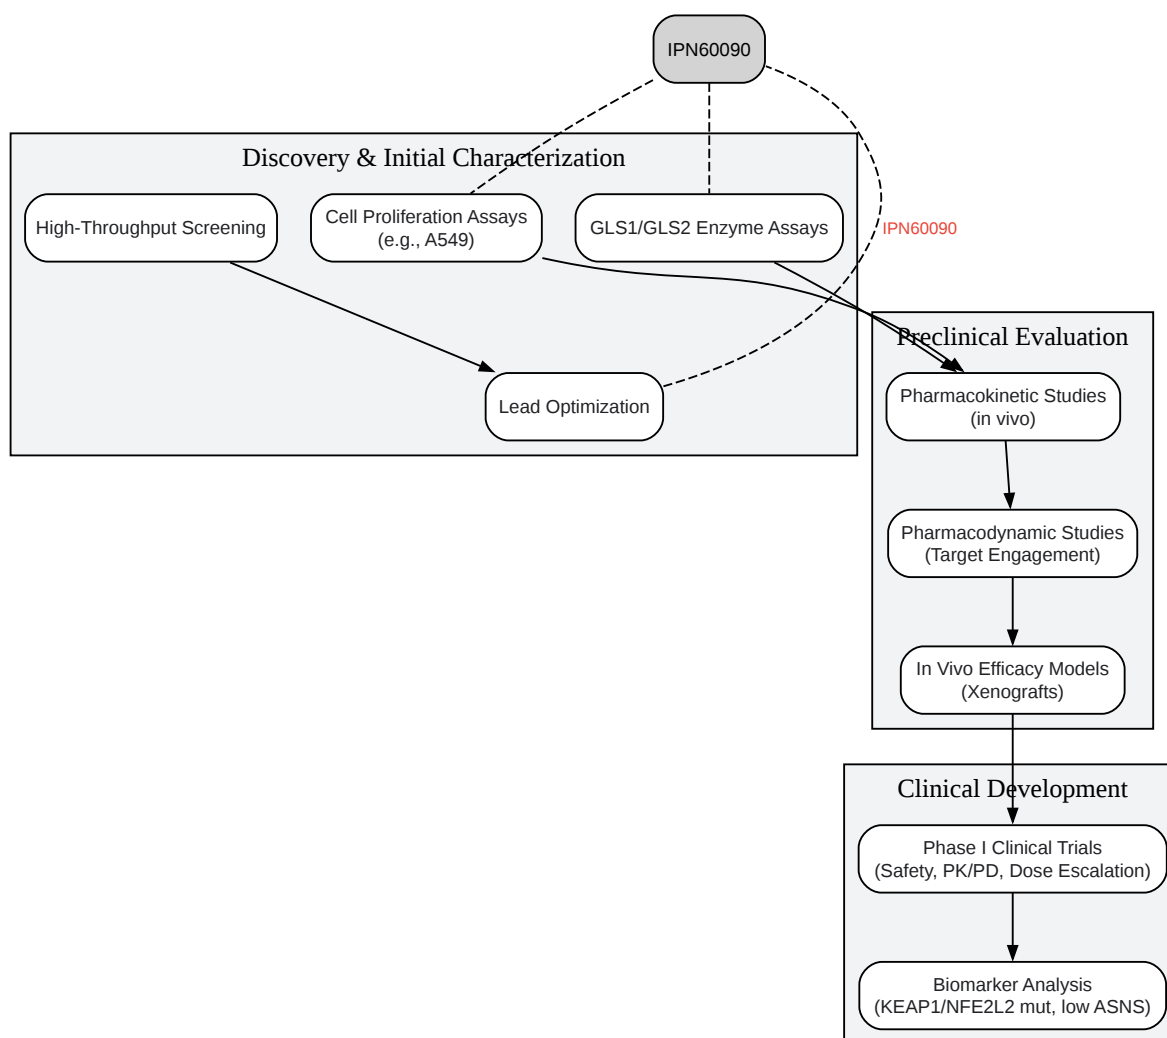 IPN60090
Discovery & Initial Characterization
High-Throughput Screening
Cell Proliferation Assays
(e.g., A549)
GLS1/GLS2 Enzyme Assays
IPN60090
Lead Optimization
Preclinical Evaluation
Pharmacokinetic Studies
(in vivo)
Pharmacodynamic Studies
(Target Engagement)
In Vivo Efficacy Models
(Xenografts)
Clinical Development
Phase I Clinical Trials
(Safety, PK/PD, Dose Escalation)
Biomarker Analysis
(KEAP1/NFE2L2 mut, low ASNS)